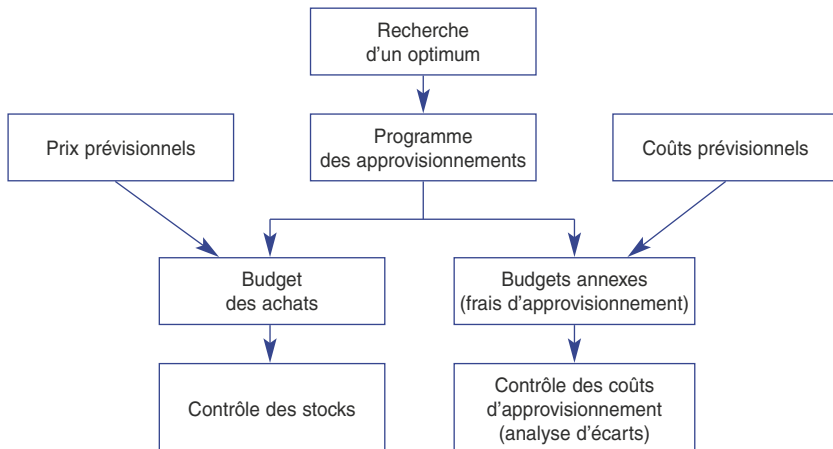 Recherche
d'un optimum
Prix prévisionnels
Programme
des approvisionnements
Coûts prévisionnels
Budget
des achats
Budgets annexes
(frais d'approvisionnement)
Contrôle des stocks
Contrôle des coûts
d'approvisionnement
(analyse d'écarts)